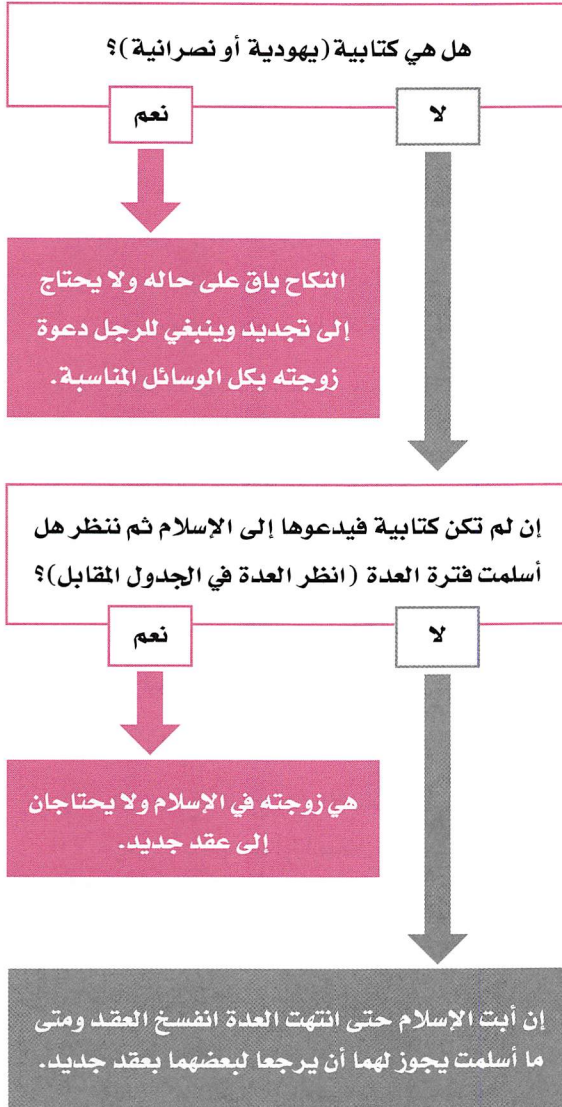 هل هي كتابية (يهودية أو نصرانية)؟
لا
نعم
النكاح باق على حاله ولا يحتاج
إلى تجديد وينبغي للرجل دعوة
زوجته بكل الوسائل المناسبة.
إن لم تكن كتابية فيدعوها إلى الإسلام ثم ننظر هل
أسلمت فترة العدة (انظر العدة في الجدول المقابل)؟
لا
نعم
هي زوجته في الإسلام ولا يحتاجان
إلى عقد جديد.
إن أبت الإسلام حتى انتهت العدة انفسخ العقد ومتى
ما أسلمت يجوز لهما أن يرجعا لبعضهما بعقد جديد.